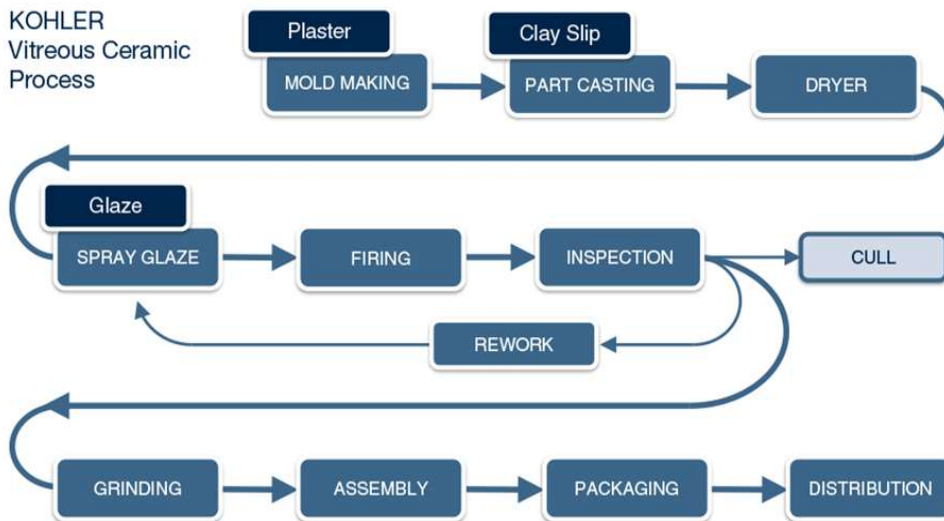 KOHLER
Vitreous Ceramic
Process
Plaster
MOLD MAKING
Clay Slip
PART CASTING
DRYER
Glaze
SPRAY GLAZE
FIRING
INSPECTION
CULL
REWORK
GRINDING
ASSEMBLY
PACKAGING
DISTRIBUTION